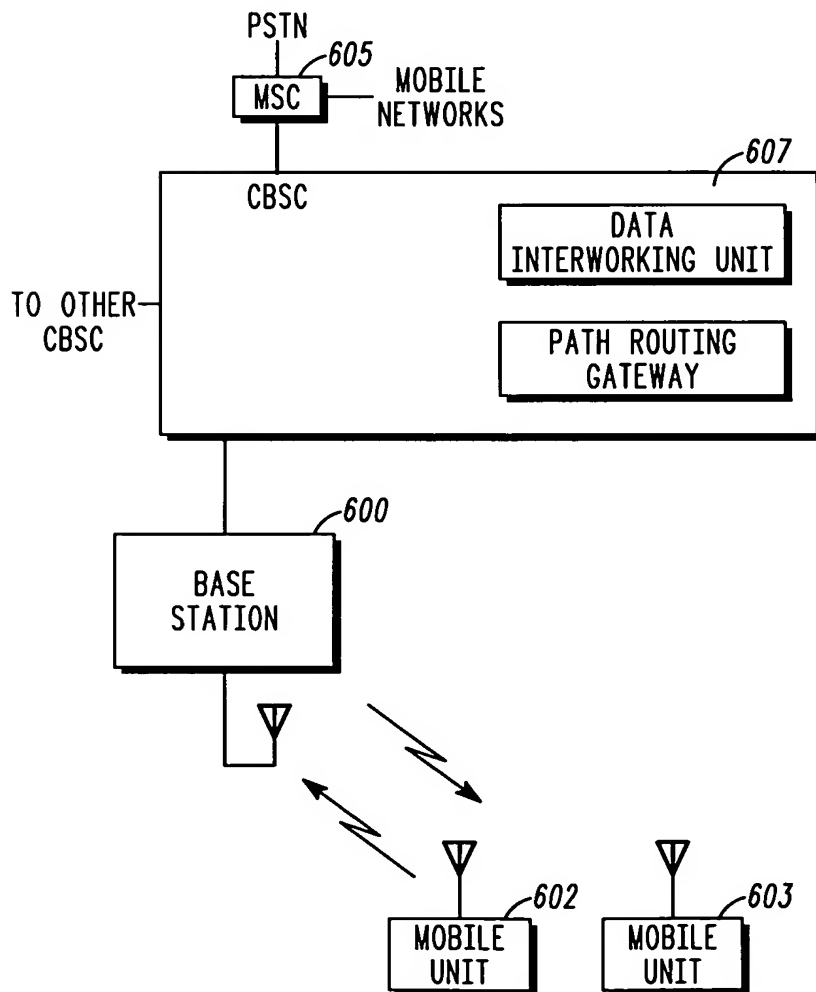 PSTN
605
MSC
MOBILE
NETWORKS
607
CBSC
DATA
INTERWORKING UNIT
TO OTHER
CBSC
PATH ROUTING
GATEWAY
600
BASE
STATION
602
603
MOBILE
UNIT
MOBILE
UNIT